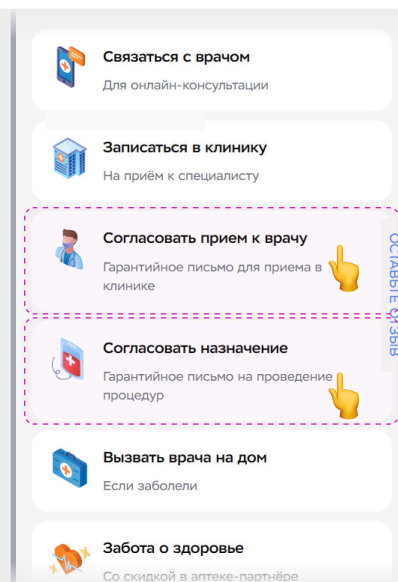 Связаться с врачом
Для онлайн-консультации
Записаться в клинику
На приём к специалисту
Согласовать прием к врачу
Гарантийное письмо для приема в
клинике
ОСТАВЬТЕ ОТЗЫВ
Согласовать назначение
Гарантийное письмо на проведение
процедур
Вызвать врача на дом
Если заболели
Забота о здоровье
Со скидкой в аптеке-партнёре